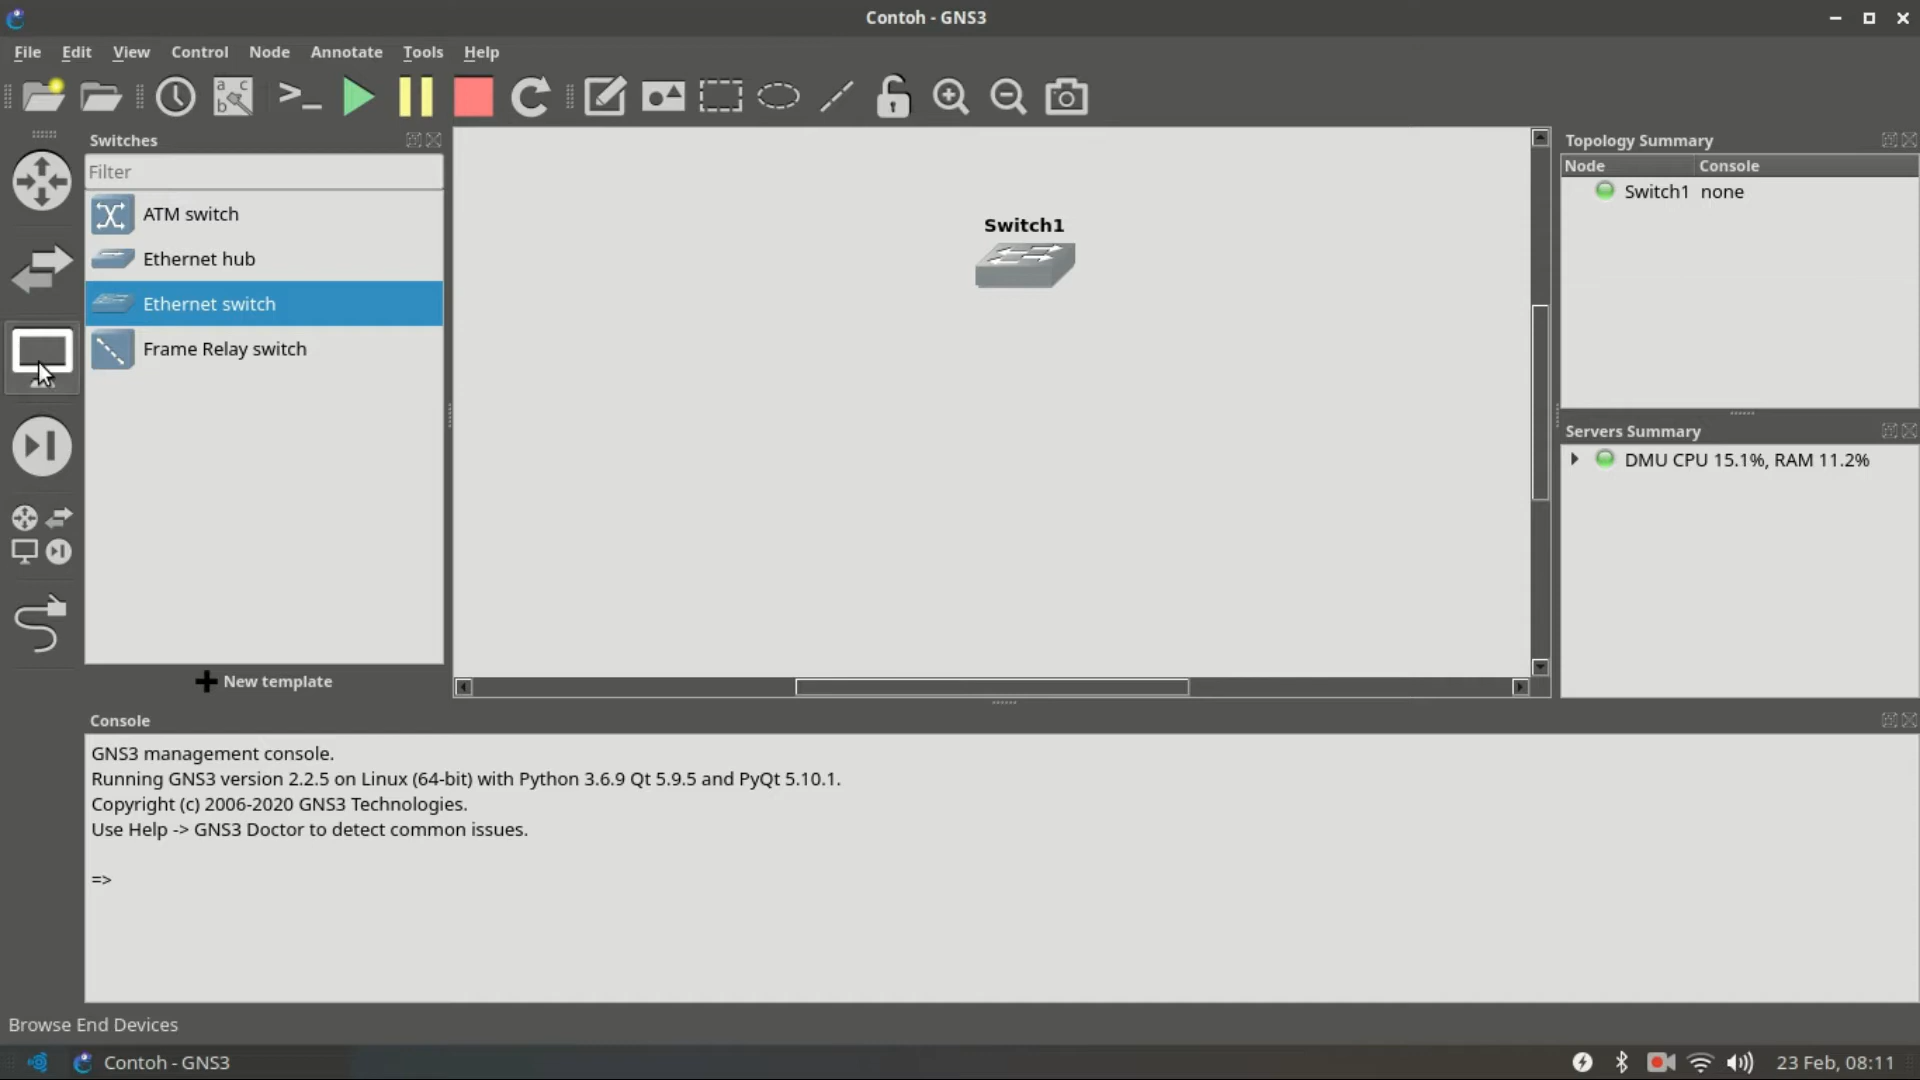 Contoh - GNS3
File Edit View Control Node Annotate Tools Help
a c
b
>_
Switches
Filter
ATM switch
Ethernet hub
Ethernet switch
Frame Relay switch
New template
Switch1
Topology Summary
Node Console
Switch1 none
Servers Summary
DMU CPU 15.1%, RAM 11.2%
Console
GNS3 management console.
Running GNS3 version 2.2.5 on Linux (64-bit) with Python 3.6.9 Qt 5.9.5 and PyQt 5.10.1.
Copyright (c) 2006-2020 GNS3 Technologies.
Use Help -> GNS3 Doctor to detect common issues.
=>
Browse End Devices
Contoh - GNS3
23 Feb, 08:11